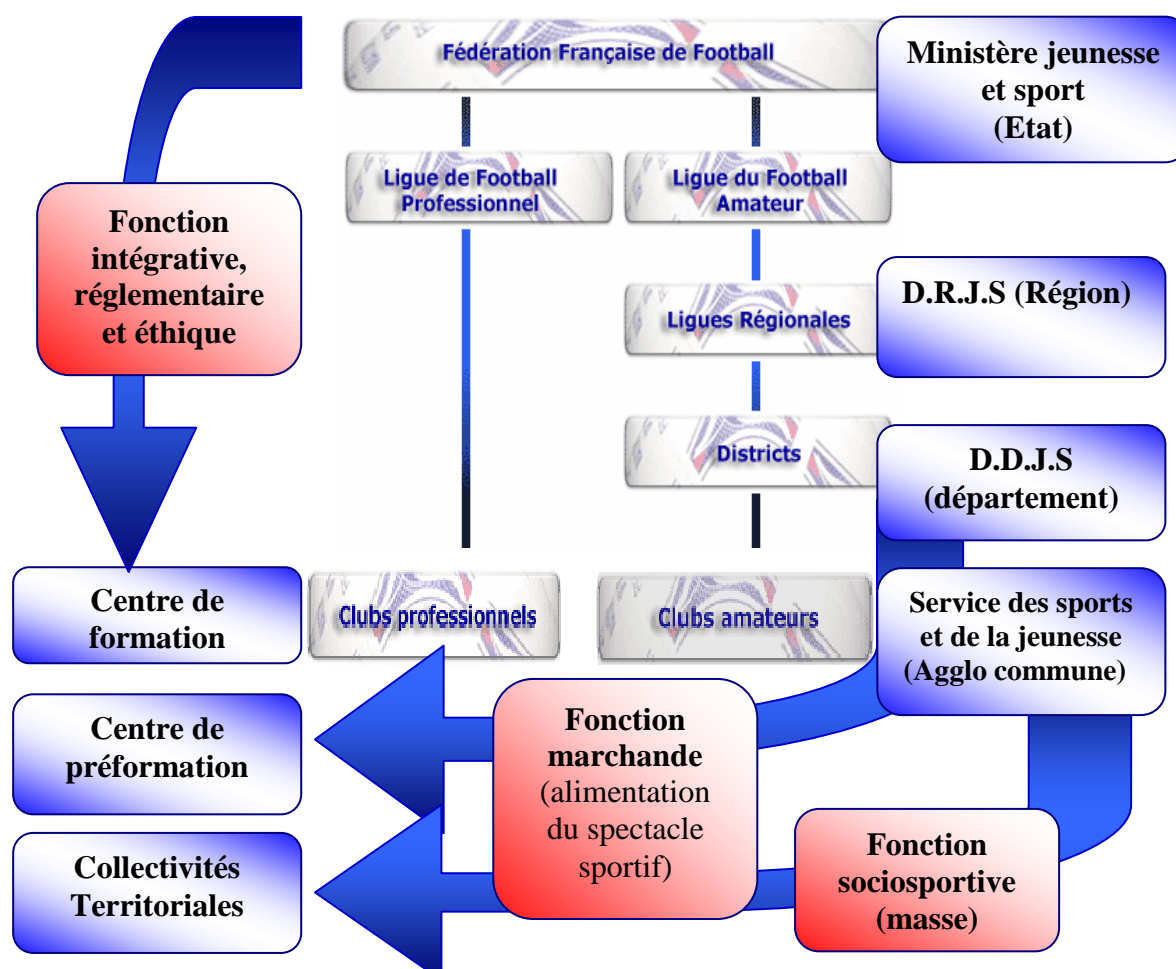 Fédération Française de Football
Ministère jeunesse
et sport
(Etat)
Ligue de Football
Professionnel
Ligue du Football
Amateur
Fonction
intégrative,
réglementaire
et éthique
Ligues Régionales
D.R.J.S (Région)
Districts
D.D.J.S
(département)
Centre de
formation
Clubs professionnels
Clubs amateurs
Service des sports
et de la jeunesse
(Agglo commune)
Centre de
préformation
Fonction
marchande
(alimentation
du spectacle
sportif)
Collectivités
Territoriales
Fonction
sociosportive
(masse)